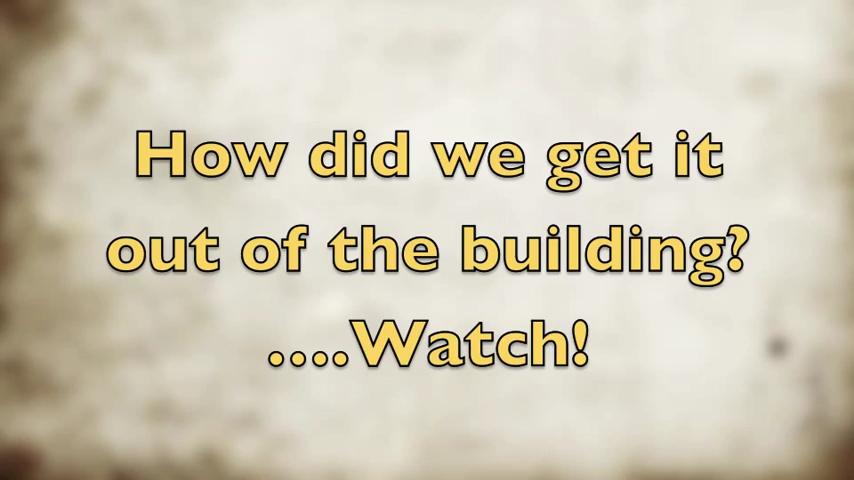 How did we get it
out of the building?
....Watch!